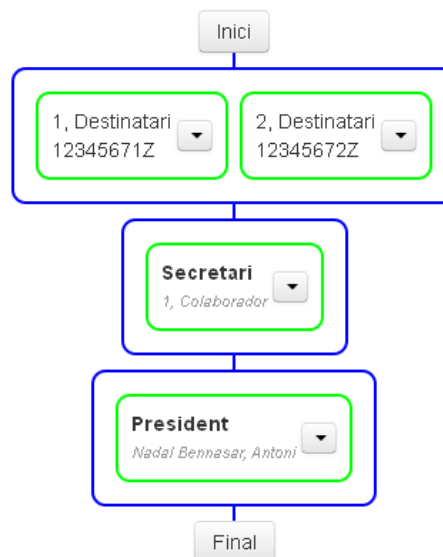 Inici
1, Destinatari
12345671Z
2, Destinatari
12345672Z
Secretari
1, Colaborador
President
Nadal Bennasar, Antoni
Final